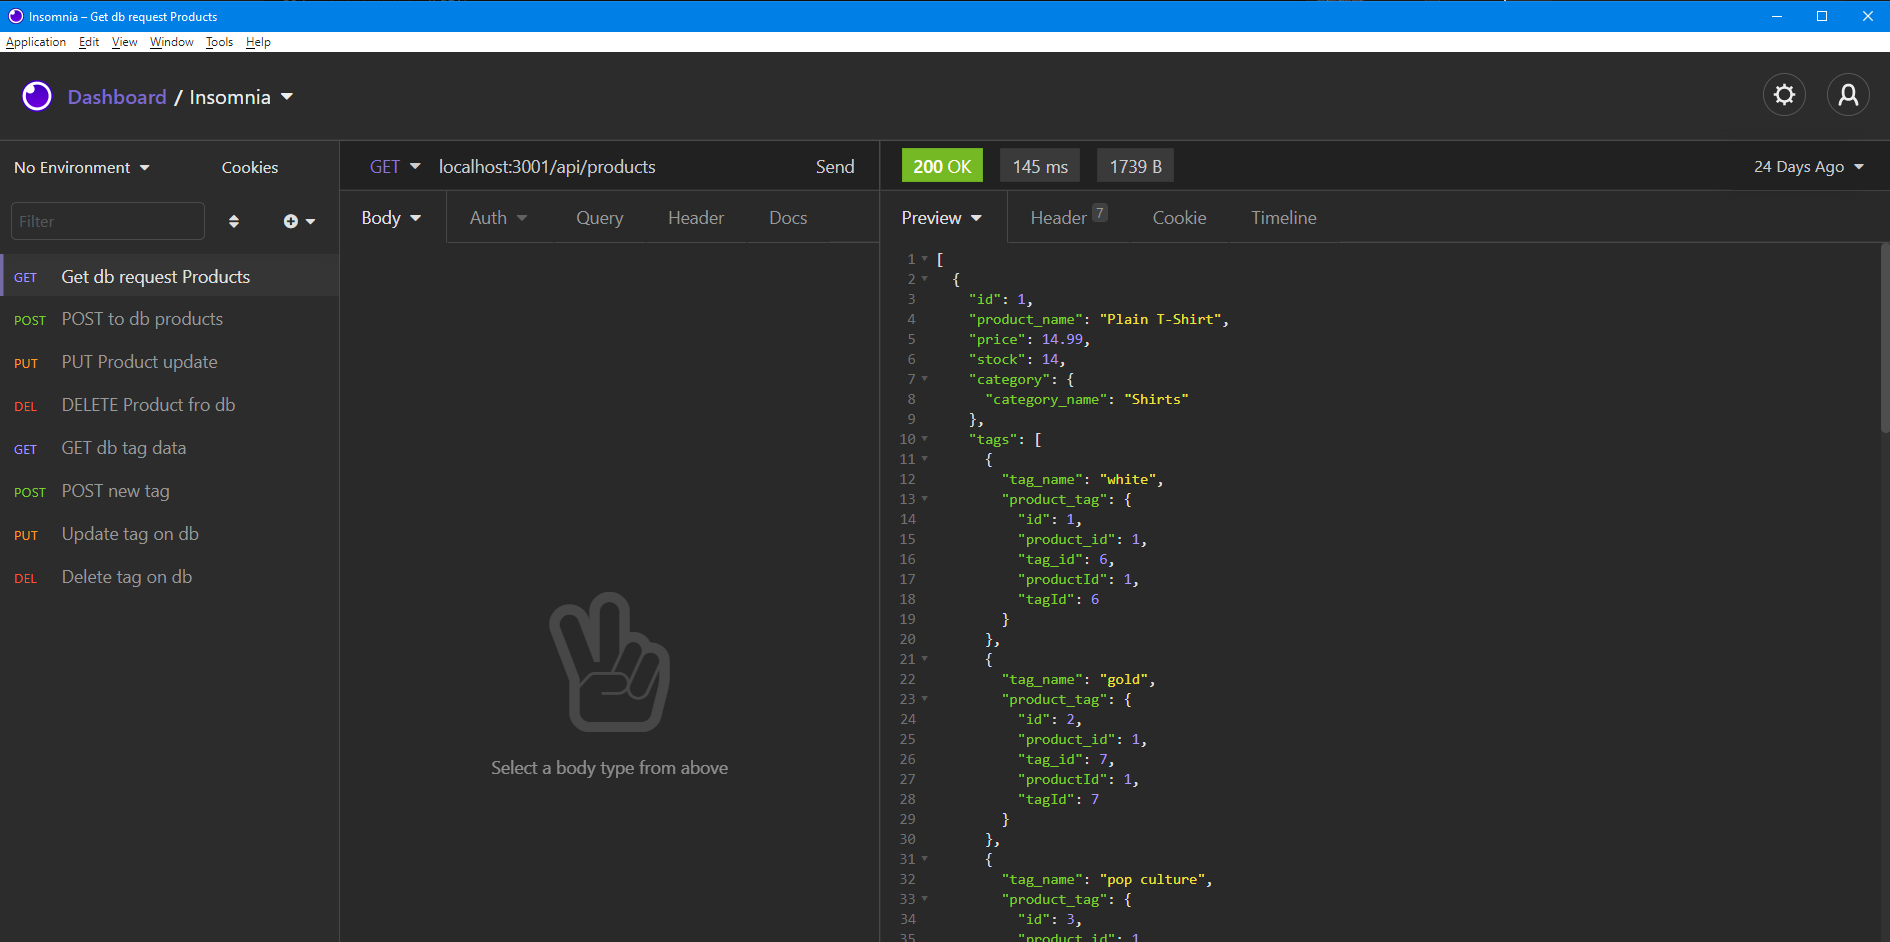 Insomnia – Get db request Products
Application Edit View Window Tools Help
Dashboard / Insomnia
No Environment Cookies
Filter
GET Get db request Products
POST POST to db products
PUT PUT Product update
DEL DELETE Product fro db
GET GET db tag data
POST POST new tag
PUT Update tag on db
DEL Delete tag on db
GET localhost:3001/api/products Send
Body Auth Query Header Docs
Select a body type from above
200 OK 145 ms 1739 B 24 Days Ago
Preview Header 7 Cookie Timeline
1 [
2 {
3 "id": 1,
4 "product_name": "Plain T-Shirt",
5 "price": 14.99,
6 "stock": 14,
7 "category": {
8 "category_name": "Shirts"
9 },
10 "tags": [
11 {
12 "tag_name": "white",
13 "product_tag": {
14 "id": 1,
15 "product_id": 1,
16 "tag_id": 6,
17 "productId": 1,
18 "tagId": 6
19 }
20 },
21 {
22 "tag_name": "gold",
23 "product_tag": {
24 "id": 2,
25 "product_id": 1,
26 "tag_id": 7,
27 "productId": 1,
28 "tagId": 7
29 }
30 },
31 {
32 "tag_name": "pop culture",
33 "product_tag": {
34 "id": 3,
35 "product_id": 1